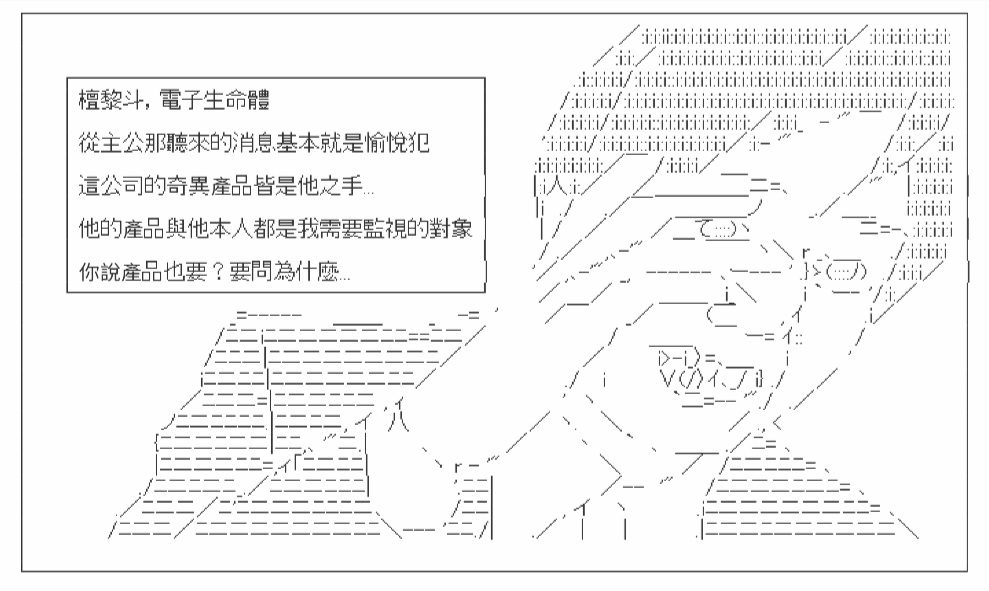 檀黎斗, 電子生命體
從主公那聽來的消息基本就是愉悅犯
這公司的奇異產品皆是他之手...
他的產品與他本人都是我需要監視的對象
你說產品也要？要問為什麼...